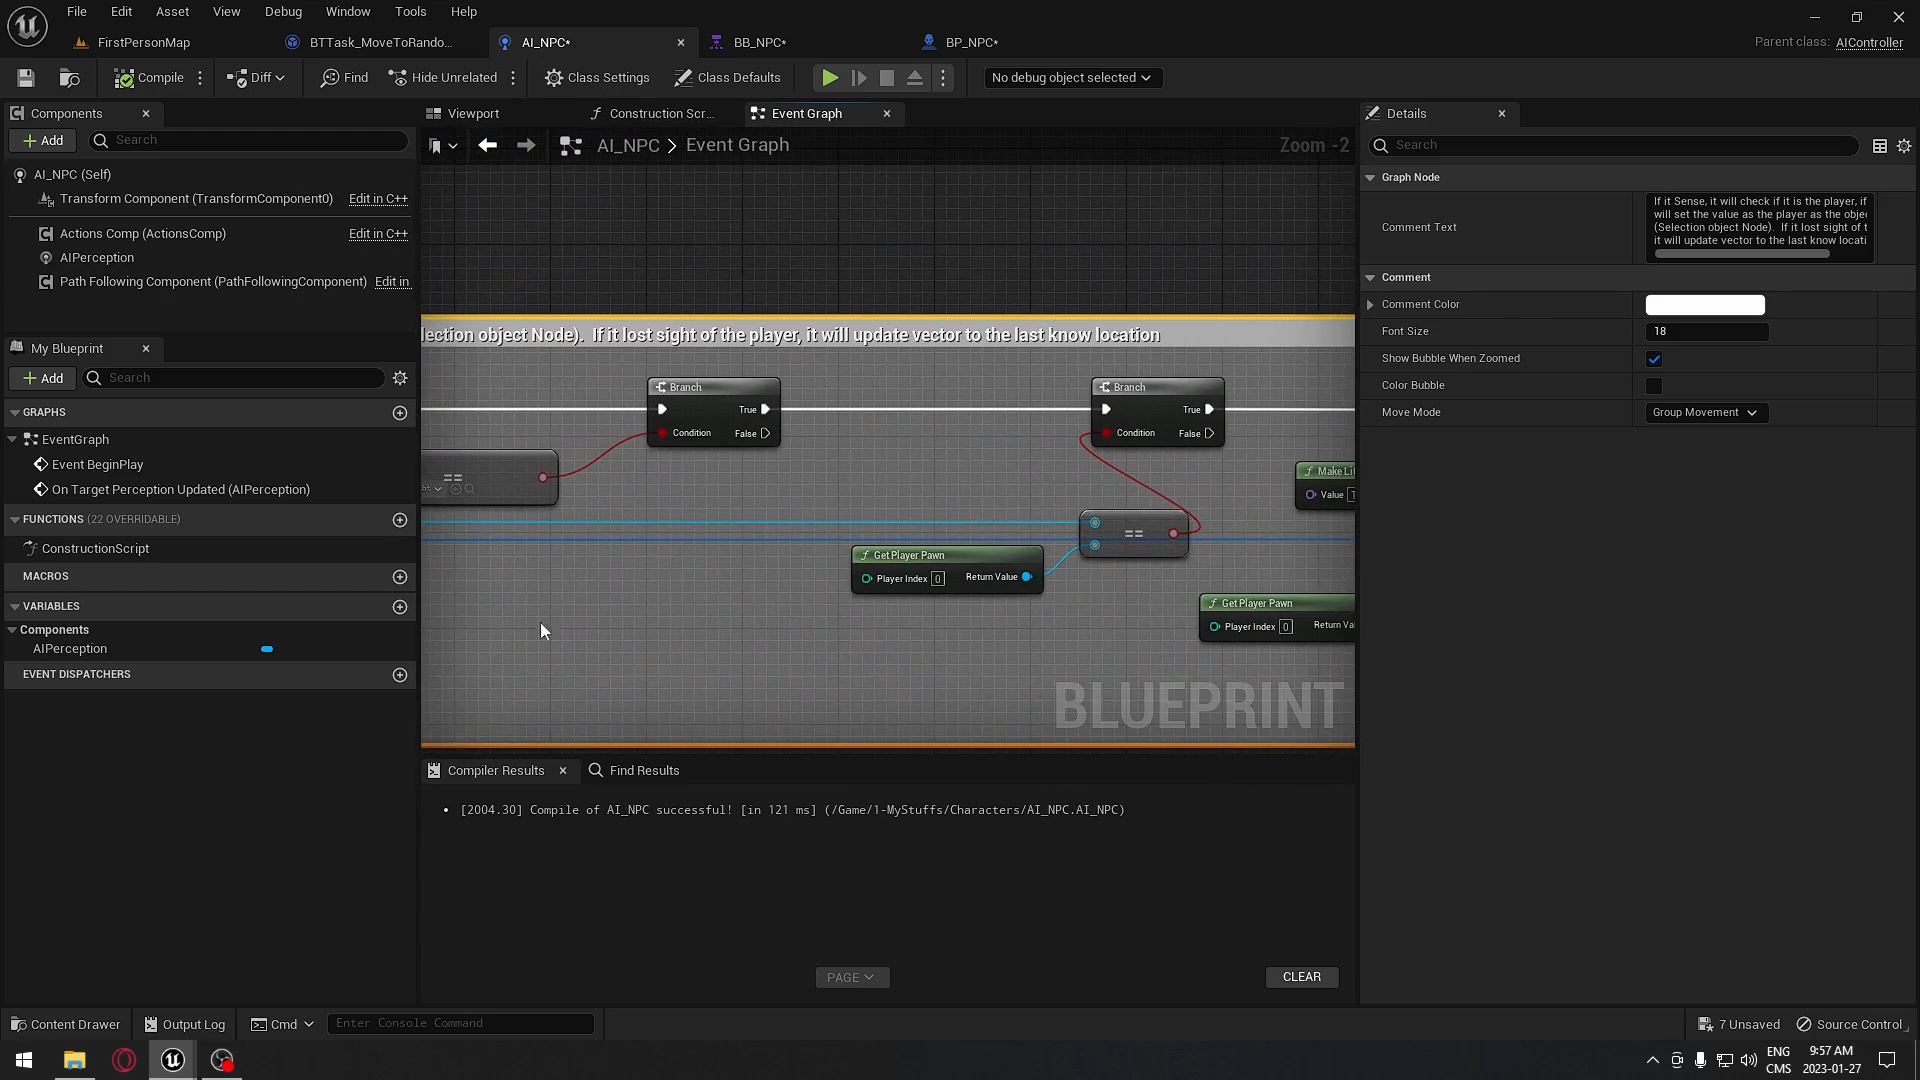 File Edit Asset View Debug Window Tools Help
FirstPersonMap BTTask_MoveToRando... AI_NPC* BB_NPC* BP_NPC* Parent class: AIController
Compile Diff Find Hide Unrelated Class Settings Class Defaults No debug object selected
Components Viewport Construction Scr... Event Graph Details
Add Search AI_NPC > Event Graph Zoom -2 Search
AI_NPC (Self) Graph Node
Transform Component (TransformComponent0) Edit in C++
Comment Text
If it Sense, it will check if it is the player, if
will set the value as the player as the obje
(Selection object Node). If it lost sight of t
it will update vector to the last know locati
Actions Comp (ActionsComp) Edit in C++
AIPerception
Path Following Component (PathFollowingComponent) Edit in
Comment
Comment Color
Font Size 18
Show Bubble When Zoomed
Color Bubble
Move Mode Group Movement
lection object Node). If it lost sight of the player, it will update vector to the last know location
My Blueprint
Add Search
GRAPHS
EventGraph
Event BeginPlay
On Target Perception Updated (AIPerception)
FUNCTIONS (22 OVERRIDABLE)
ConstructionScript
MACROS
VARIABLES
Components
AIPerception
EVENT DISPATCHERS
Branch
True
Condition False
Branch
True
Condition False
==
ht
==
Make Li
Value
Get Player Pawn
Player Index 0 Return Value
Get Player Pawn
Player Index 0 Return Val
BLUEPRINT
Compiler Results Find Results
• [2004.30] Compile of AI_NPC successful! [in 121 ms] (/Game/1-MyStuffs/Characters/AI_NPC.AI_NPC)
PAGE CLEAR
Content Drawer Output Log Cmd Enter Console Command 7 Unsaved Source Control
ENG 9:57 AM
CMS 2023-01-27